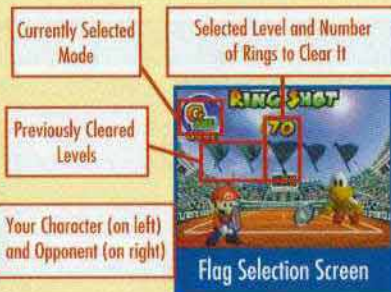 Currently Selected
Mode
Selected Level and Number
of Rings to Clear It
RING SHOT
70
Previously Cleared
Levels
Your Character (on left)
and Opponent (on right)
Flag Selection Screen